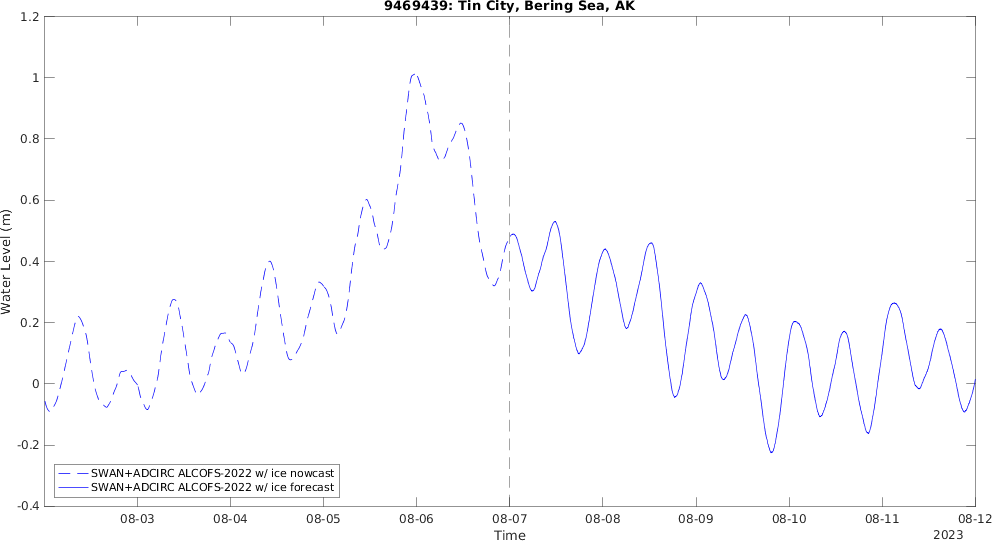 9469439: Tin City, Bering Sea, AK
1.2
1
0.8
0.6
0.4
0.2
0
-0.2
-0.4
Water Level (m)
SWAN+ADCIRC ALCOFS-2022 w/ ice nowcast
SWAN+ADCIRC ALCOFS-2022 w/ ice forecast
08-03 08-04 08-05 08-06 08-07 08-08 08-09 08-10 08-11 08-12
Time
2023